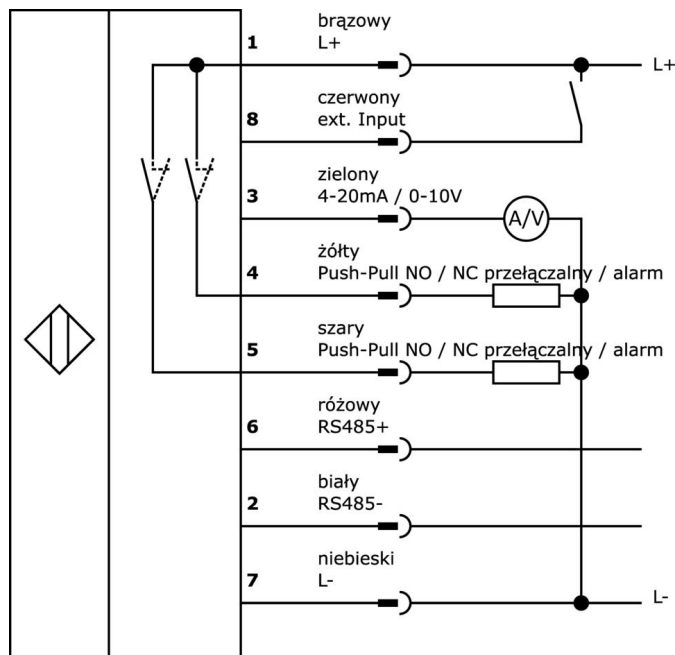 brązowy
1 L+
L+
czerwony
8 ext. Input
zielony
3 4-20mA / 0-10V
A/V
żółty
4 Push-Pull NO / NC przełączalny / alarm
szary
5 Push-Pull NO / NC przełączalny / alarm
różowy
6 RS485+
biały
2 RS485-
niebieski
7 L-
L-